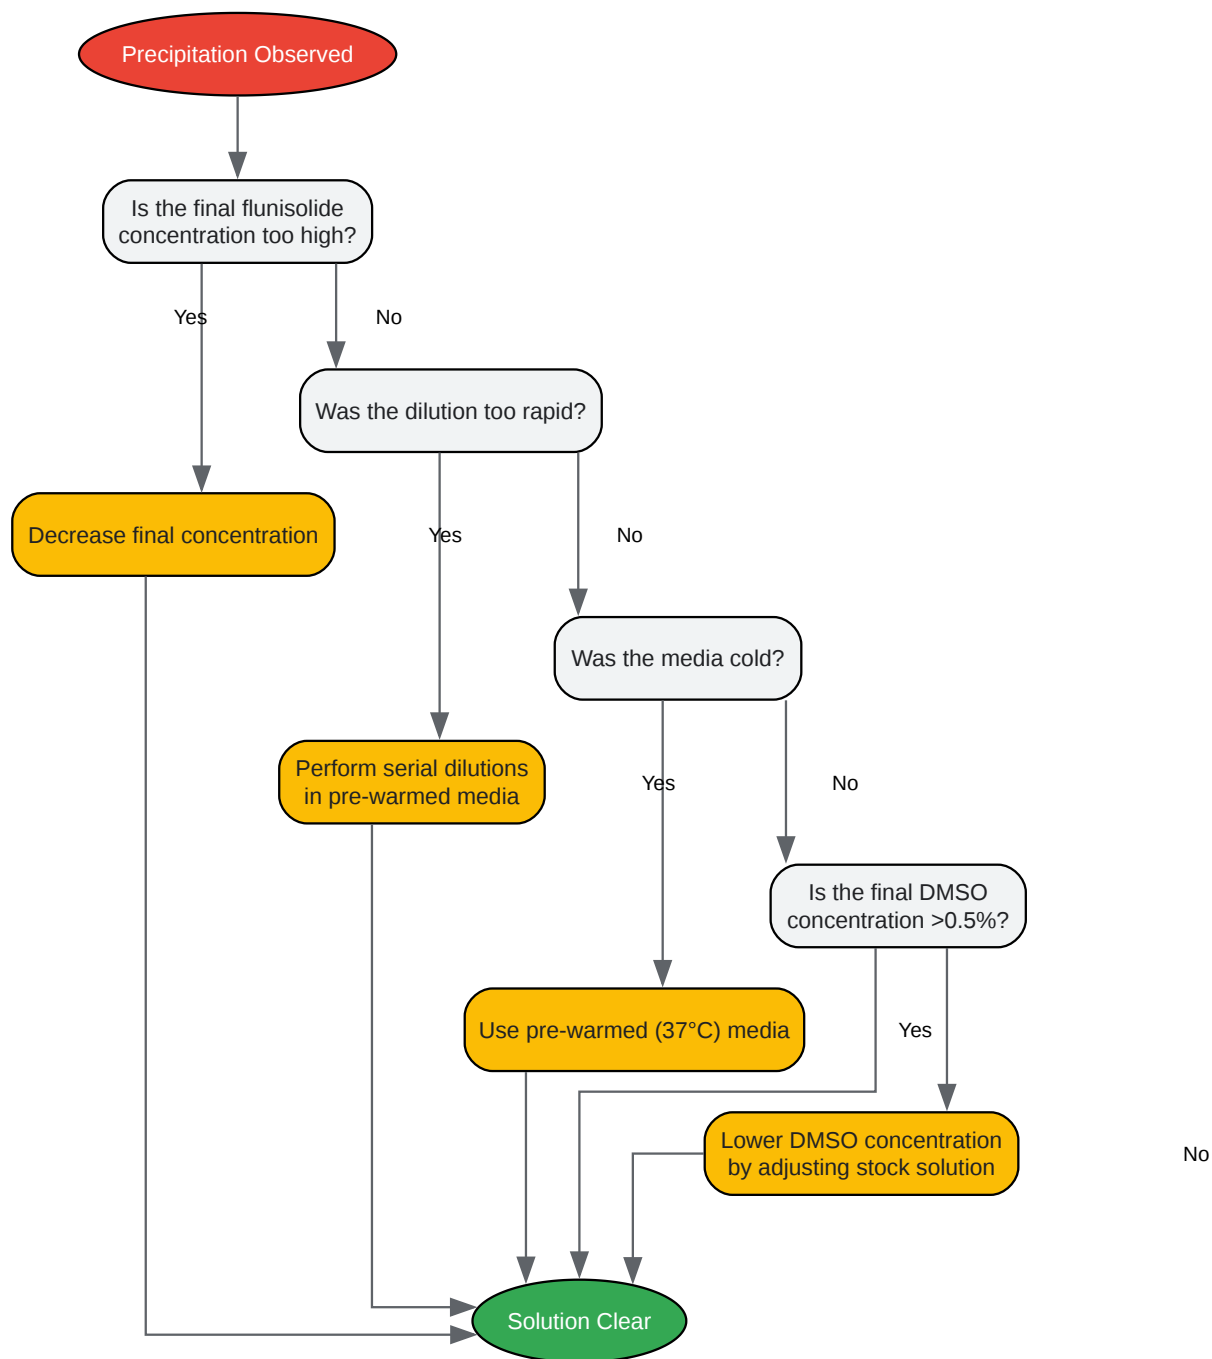 Precipitation Observed
Is the final flunisolide
concentration too high?
Yes
No
Was the dilution too rapid?
Decrease final concentration
Yes
No
Was the media cold?
Perform serial dilutions
in pre-warmed media
Yes
No
Is the final DMSO
concentration >0.5%?
Use pre-warmed (37°C) media
Yes
Lower DMSO concentration
by adjusting stock solution
No
Solution Clear